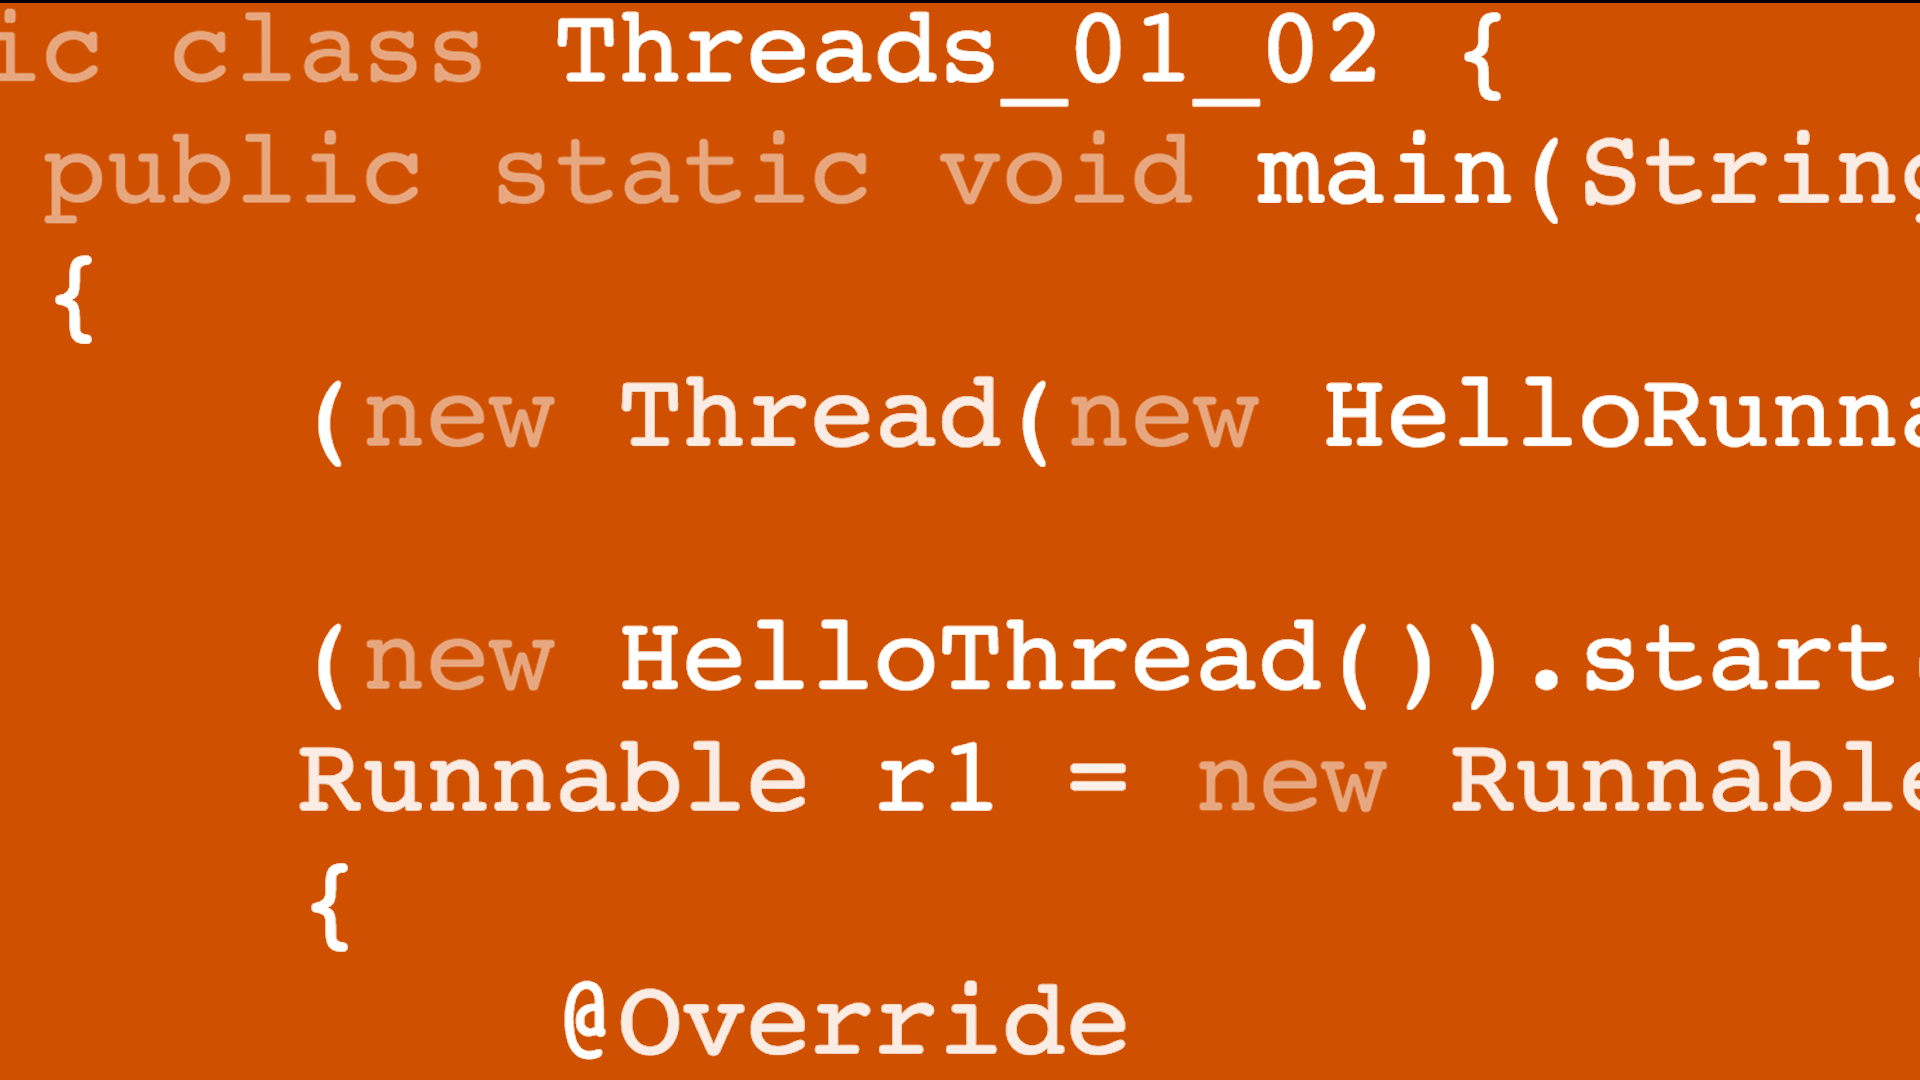 ic class Threads_01_02 {
public static void main(String
{
(new Thread(new HelloRunna
(new HelloThread()).start(
Runnable r1 = new Runnable
{
@Override